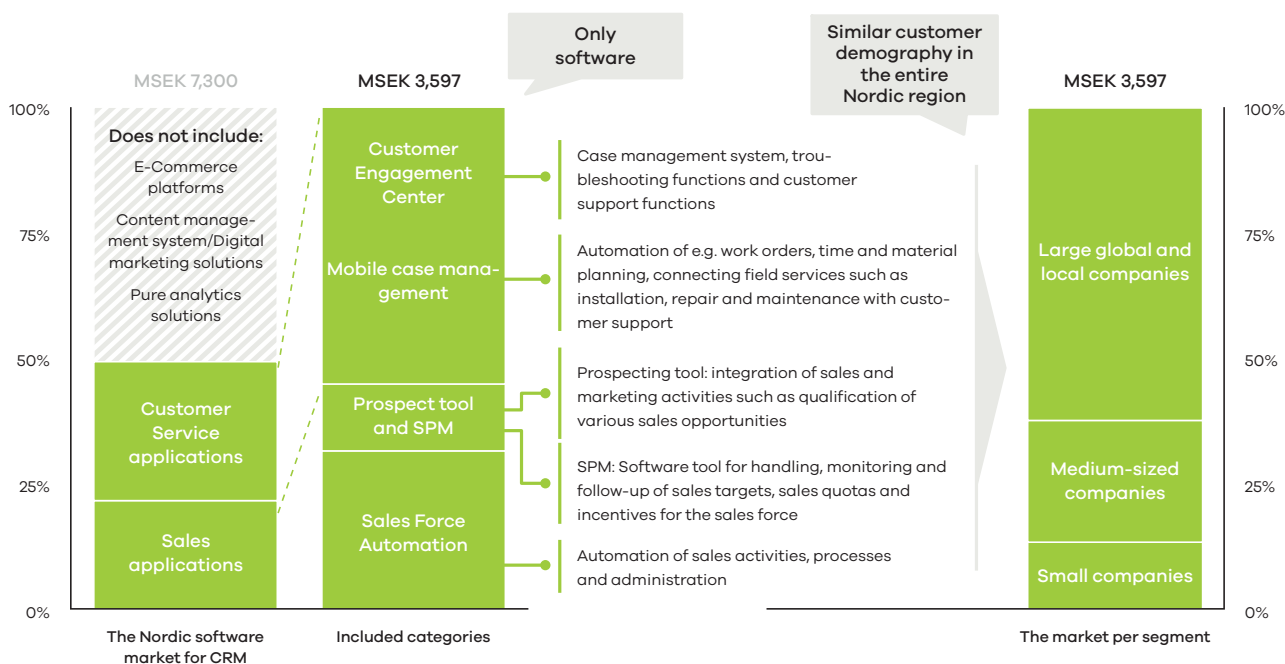 Only
software
Similar customer
demography in
the entire
Nordic region
MSEK 7,300
MSEK 3,597
MSEK 3,597
100%
75%
50%
25%
0%
Does not include:
E-Commerce
platforms
Content manage-
ment system/Digital
marketing solutions
Pure analytics
solutions
Customer
Service
applications
Sales
applications
Customer
Engagement
Center
Mobile case mana-
gement
Prospect tool
and SPM
Sales Force
Automation
Case management system, trou-
bleshooting functions and customer
support functions
Automation of e.g. work orders, time and material
planning, connecting field services such as
installation, repair and maintenance with custo-
mer support
Prospecting tool: integration of sales and
marketing activities such as qualification of
various sales opportunities
SPM: Software tool for handling, monitoring and
follow-up of sales targets, sales quotas and
incentives for the sales force
Automation of sales activities, processes
and administration
Large global and
local companies
Medium-sized
companies
Small companies
100%
75%
50%
25%
0%
The Nordic software
market for CRM
Included categories
The market per segment